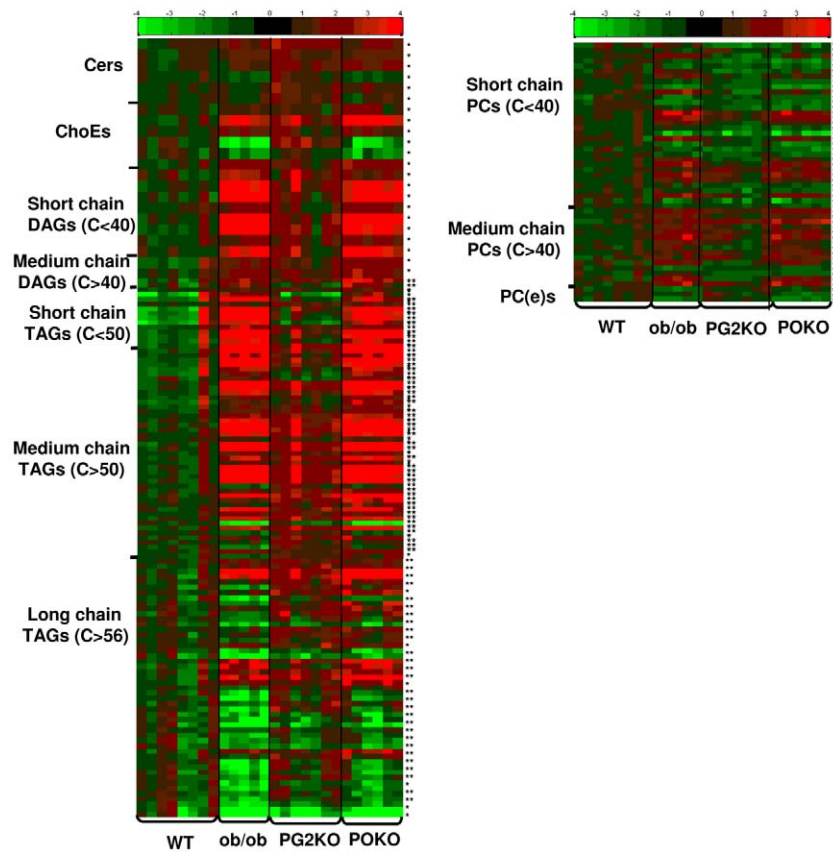 -4 -3 -2 -1 0 1 2 3 4
Cers
ChoEs
Short chain
DAGs (C<40)
Medium chain
DAGs (C>40)
Short chain
TAGs (C<50)
Medium chain
TAGs (C>50)
Long chain
TAGs (C>56)
WT ob/ob PG2KO POKO
-4 -3 -2 -1 0 1 2 3 4
Short chain
PCs (C<40)
Medium chain
PCs (C>40)
PC(e)s
WT ob/ob PG2KO POKO